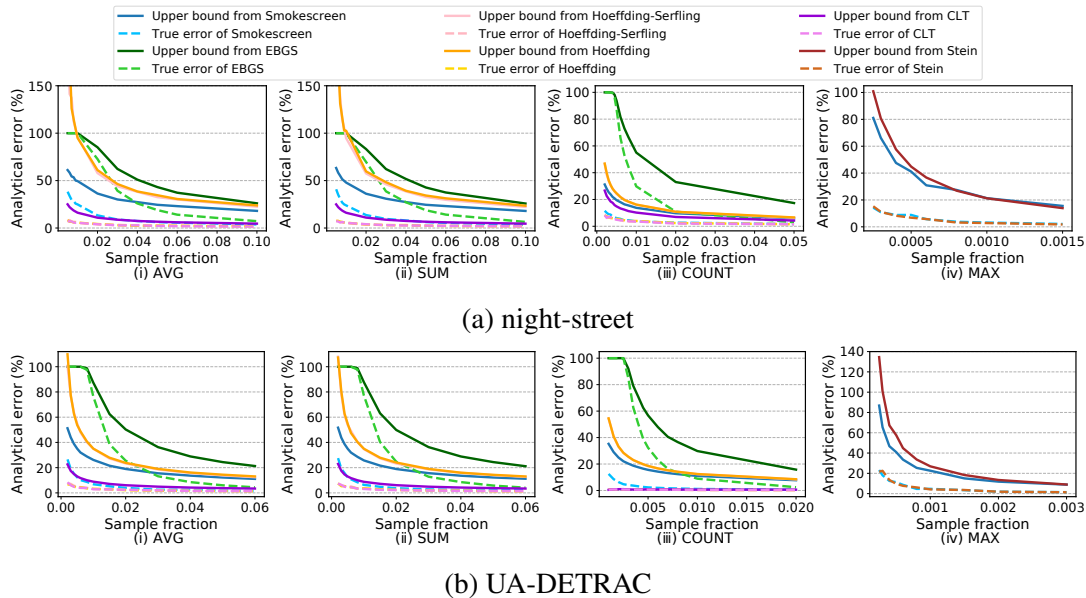 Upper bound from Smokescreen
True error of Smokescreen
Upper bound from EBGS
True error of EBGS
Upper bound from Hoeffding-Serfling
True error of Hoeffding-Serfling
Upper bound from Hoeffding
True error of Hoeffding
Upper bound from CLT
True error of CLT
Upper bound from Stein
True error of Stein
Analytical error (%)
150
100
50
0
0.02 0.04 0.06 0.08 0.10
Sample fraction
(i) AVG
Analytical error (%)
150
100
50
0
0.02 0.04 0.06 0.08 0.10
Sample fraction
(ii) SUM
Analytical error (%)
100
80
60
40
20
0
0.00 0.01 0.02 0.03 0.04 0.05
Sample fraction
(iii) COUNT
Analytical error (%)
125
100
75
50
25
0
0.0005 0.0010 0.0015
Sample fraction
(iv) MAX
(a) night-street
Analytical error (%)
100
80
60
40
20
0
0.00 0.02 0.04 0.06
Sample fraction
(i) AVG
Analytical error (%)
100
80
60
40
20
0
0.02 0.04 0.06
Sample fraction
(ii) SUM
Analytical error (%)
100
80
60
40
20
0
0.005 0.010 0.015 0.020
Sample fraction
(iii) COUNT
Analytical error (%)
140
120
100
80
60
40
20
0
0.001 0.002 0.003
Sample fraction
(iv) MAX
(b) UA-DETRAC